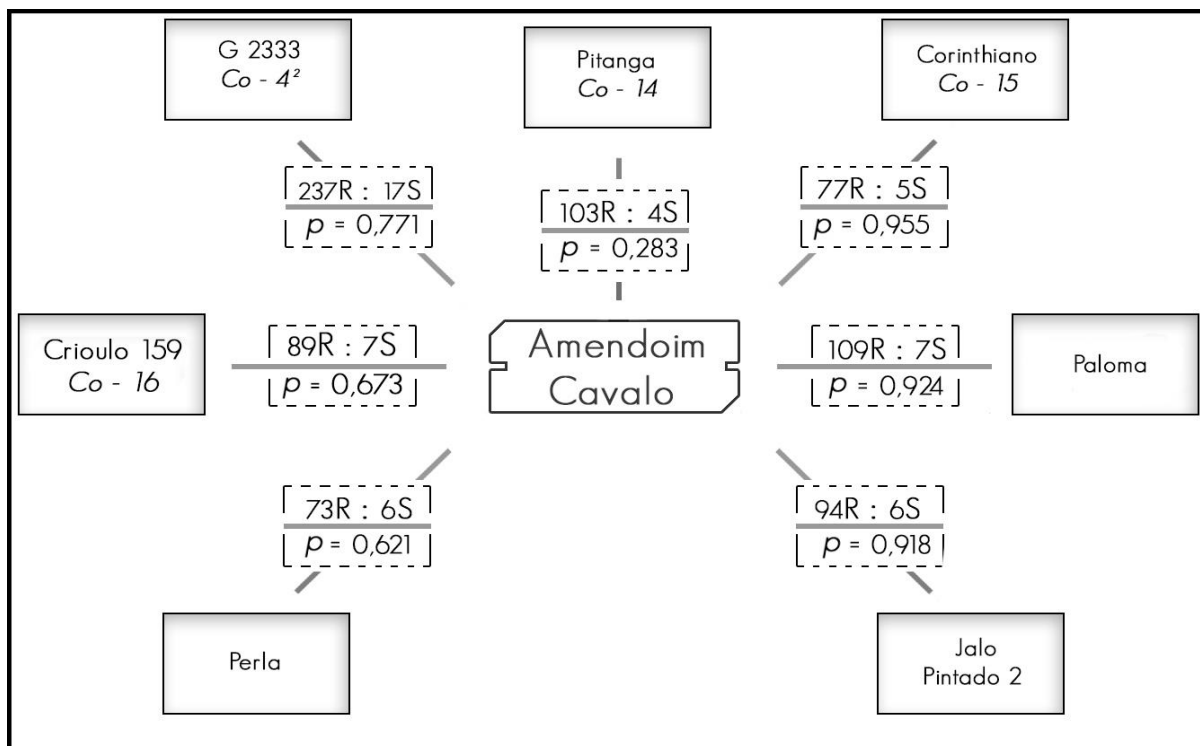 G 2333
Co - 4²
Pitanga
Co - 14
Corinthiano
Co - 15
237R : 17S
p = 0,771
103R : 4S
p = 0,283
77R : 5S
p = 0,955
Crioulo 159
Co - 16
89R : 7S
p = 0,673
Amendoim
Cavalo
109R : 7S
p = 0,924
Paloma
73R : 6S
p = 0,621
94R : 6S
p = 0,918
Perla
Jalo
Pintado 2